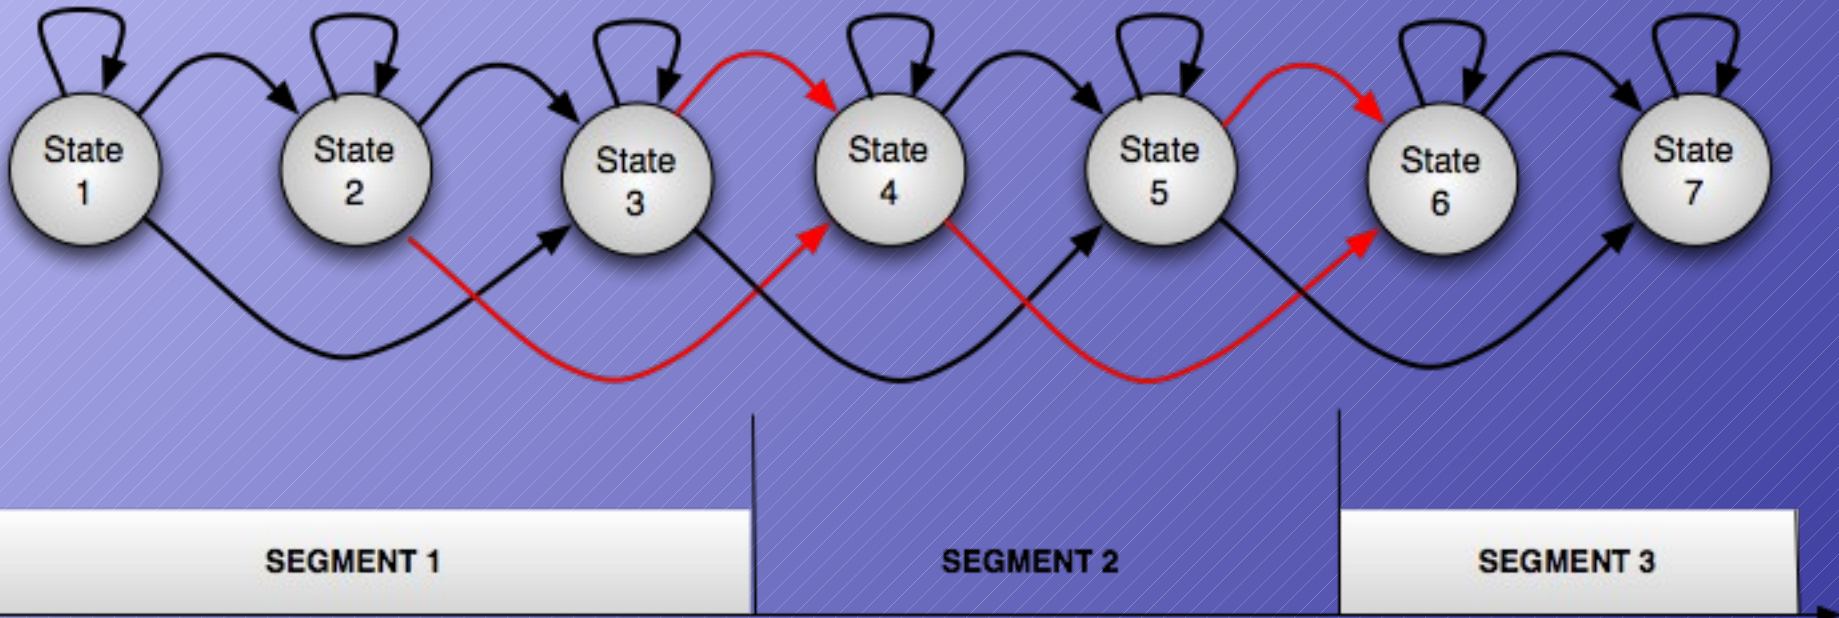 State
1
State
2
State
3
State
4
State
5
State
6
State
7
SEGMENT 1
SEGMENT 2
SEGMENT 3